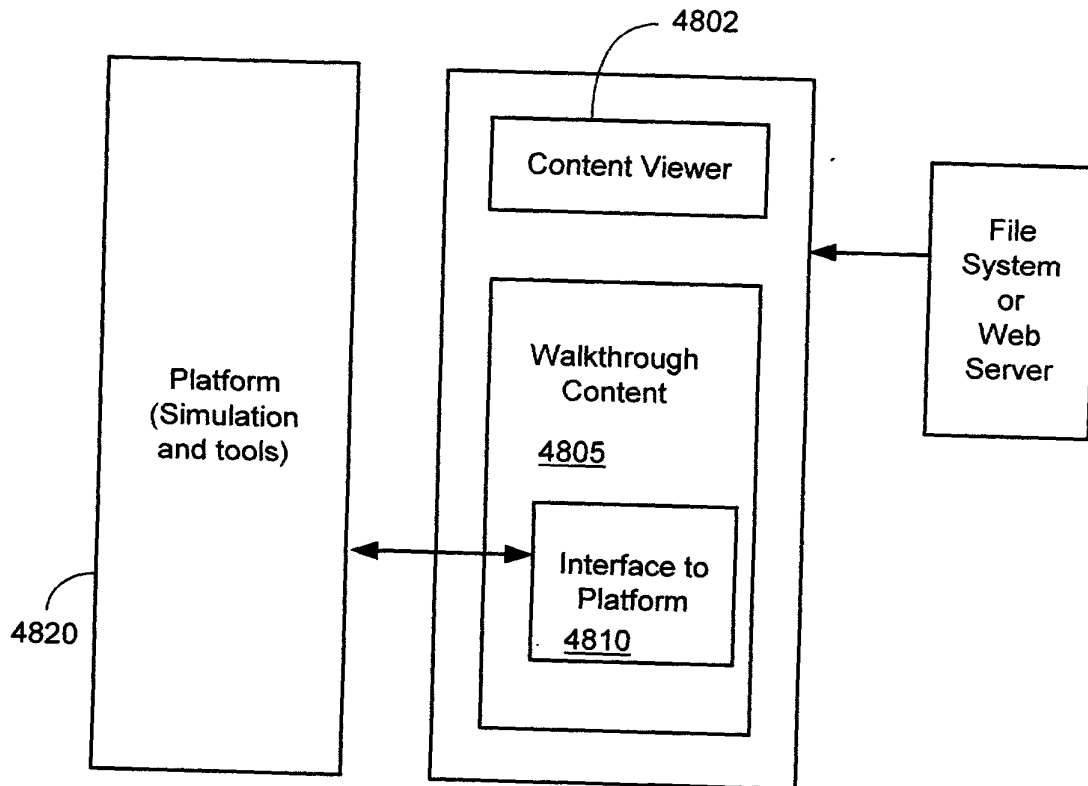 4802
Content Viewer
File
System
or
Web
Server
Walkthrough
Content
4805
Platform
(Simulation
and tools)
Interface to
Platform
4810
4820